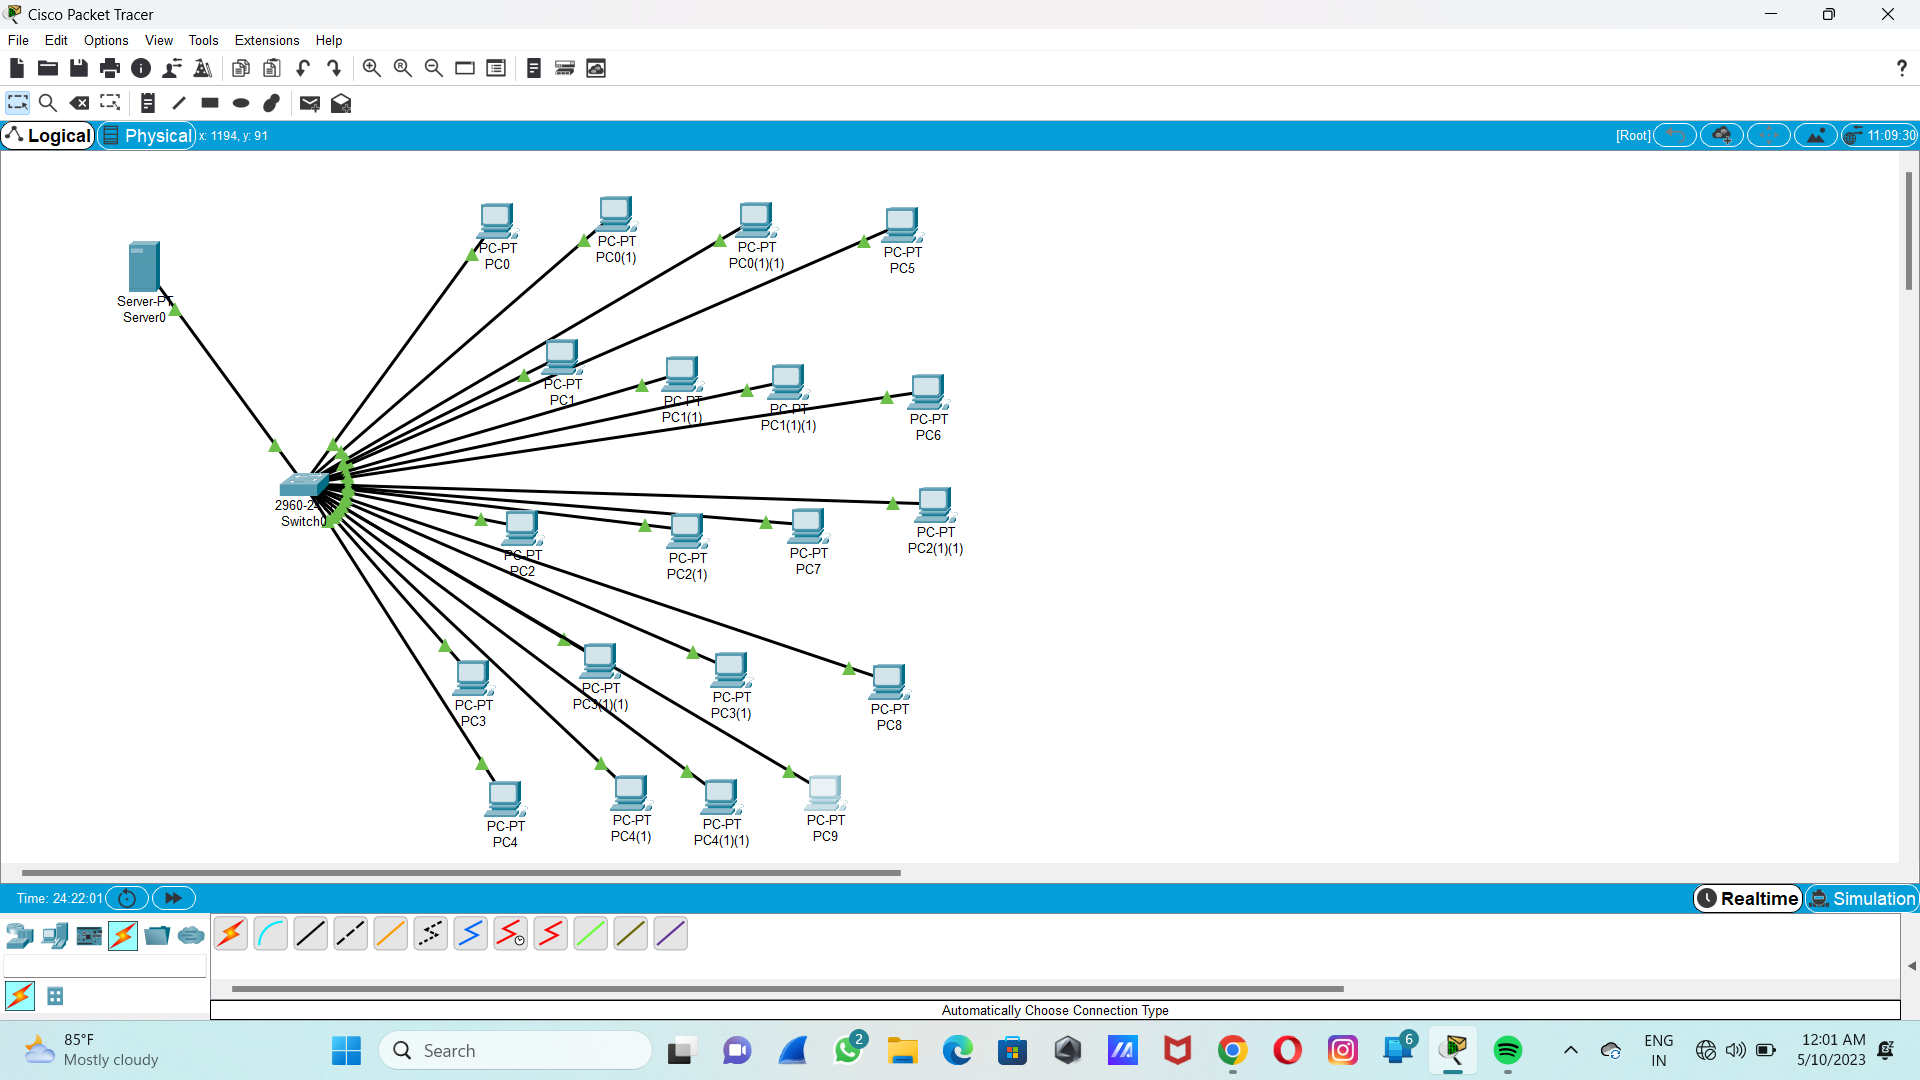 Cisco Packet Tracer
File Edit Options View Tools Extensions Help
Logical Physical x: 1194, y: 91 [Root] 11:09:30
Server-PT
Server0
PC-PT
PC0
PC-PT
PC0(1)
PC-PT
PC0(1)(1)
PC-PT
PC5
PC-PT
PC1
PC-PT
PC1(1)
PC-PT
PC1(1)(1)
PC-PT
PC6
2960-24
Switch0
PC-PT
PC2
PC-PT
PC2(1)
PC-PT
PC7
PC-PT
PC2(1)(1)
PC-PT
PC3
PC-PT
PC3(1)(1)
PC-PT
PC3(1)
PC-PT
PC8
PC-PT
PC4
PC-PT
PC4(1)
PC-PT
PC4(1)(1)
PC-PT
PC9
Time: 24:22:01 Realtime Simulation
Automatically Choose Connection Type
85°F
Mostly cloudy
Search
2
6
ENG
IN
12:01 AM
5/10/2023